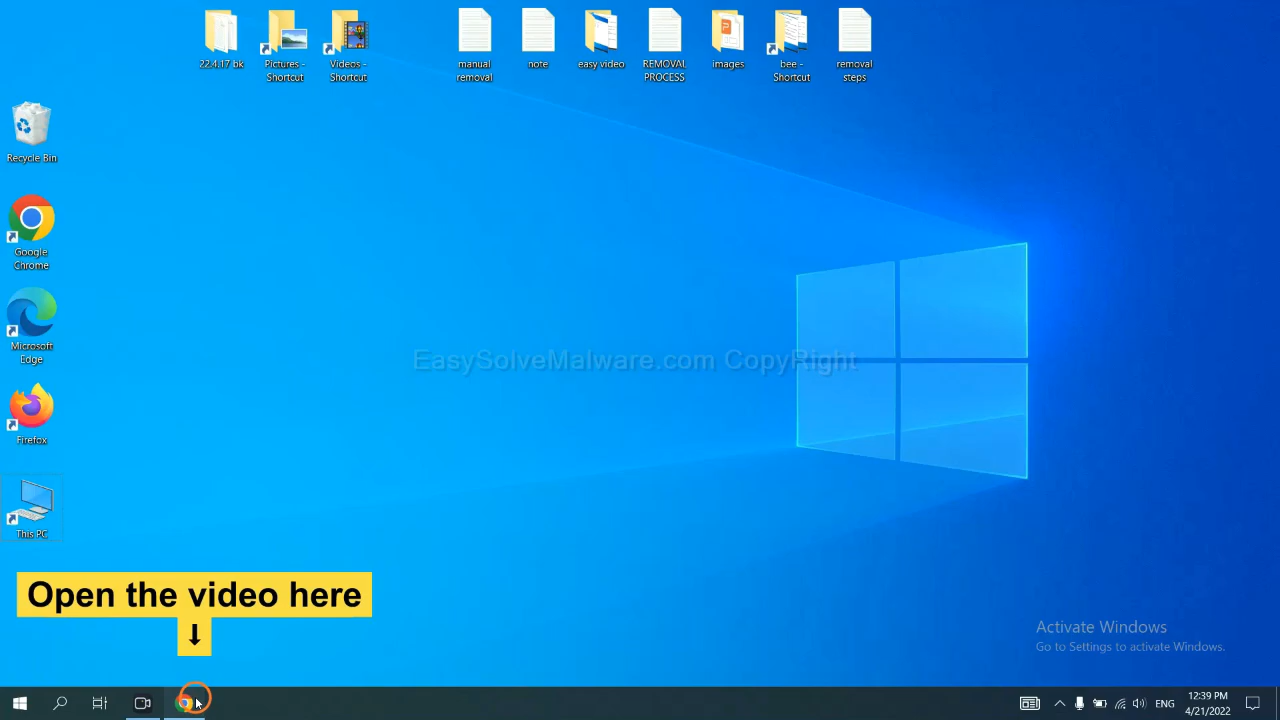 22.4.17 bk
Pictures -
Shortcut
Videos -
Shortcut
manual
removal
note
easy video
REMOVAL
PROCESS
images
bee -
Shortcut
removal
steps
Recycle Bin
Google
Chrome
Microsoft
Edge
Firefox
This PC
EasySolveMalware.com CopyRight
Open the video here
↓
Activate Windows
Go to Settings to activate Windows.
ENG
12:39 PM
4/21/2022